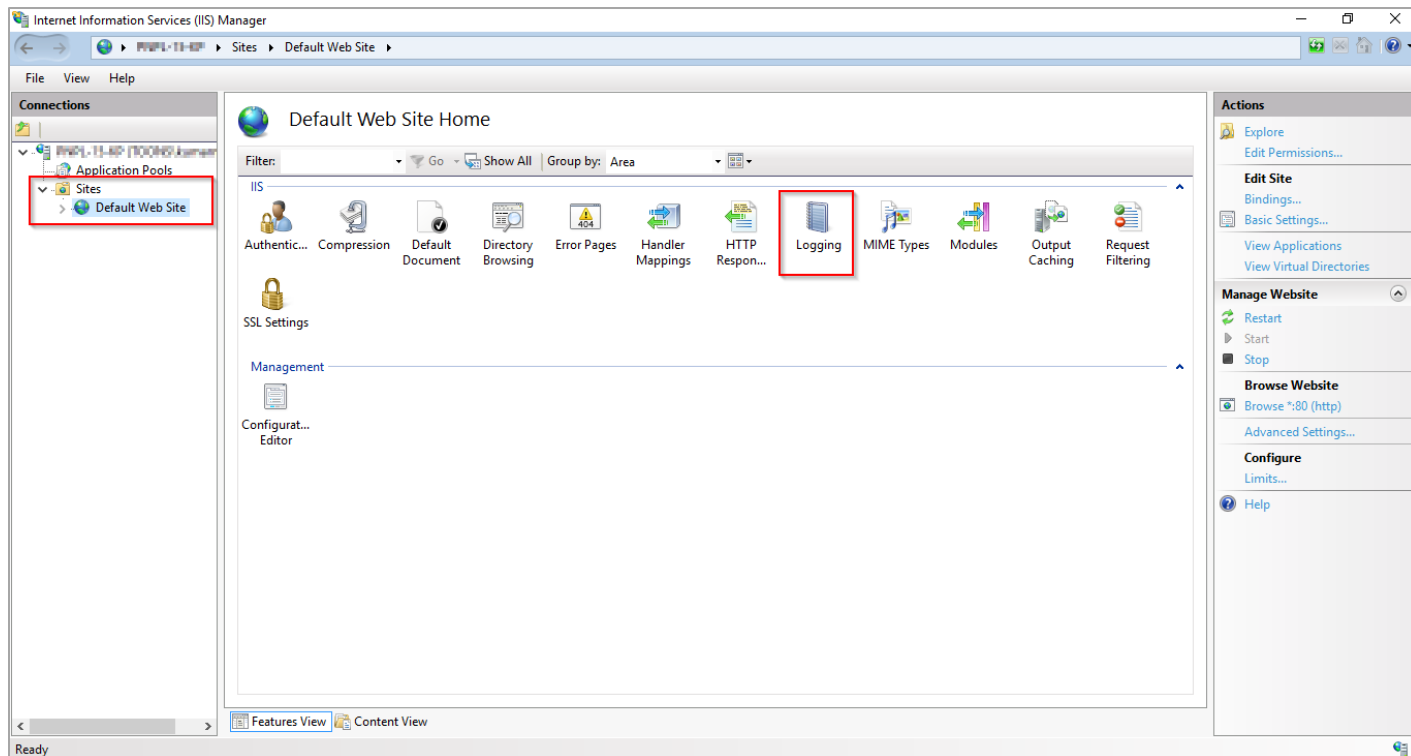 Internet Information Services (IIS) Manager
Sites Default Web Site
File View Help
Connections
Application Pools
Sites
Default Web Site
Default Web Site Home
Filter: Go Show All Group by: Area
IIS
Authentic... Compression Default Document Directory Browsing Error Pages Handler Mappings HTTP Respon... Logging MIME Types Modules Output Caching Request Filtering
404
SSL Settings
Management
Configurat... Editor
Features View Content View
Ready
Actions
Explore
Edit Permissions...
Edit Site
Bindings...
Basic Settings...
View Applications
View Virtual Directories
Manage Website
Restart
Start
Stop
Browse Website
Browse *:80 (http)
Advanced Settings...
Configure
Limits...
Help